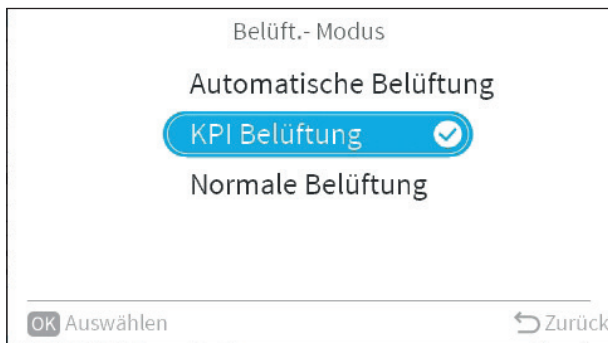 Belüft.- Modus
Automatische Belüftung
KPI Belüftung
Normale Belüftung
OK Auswählen Zurück